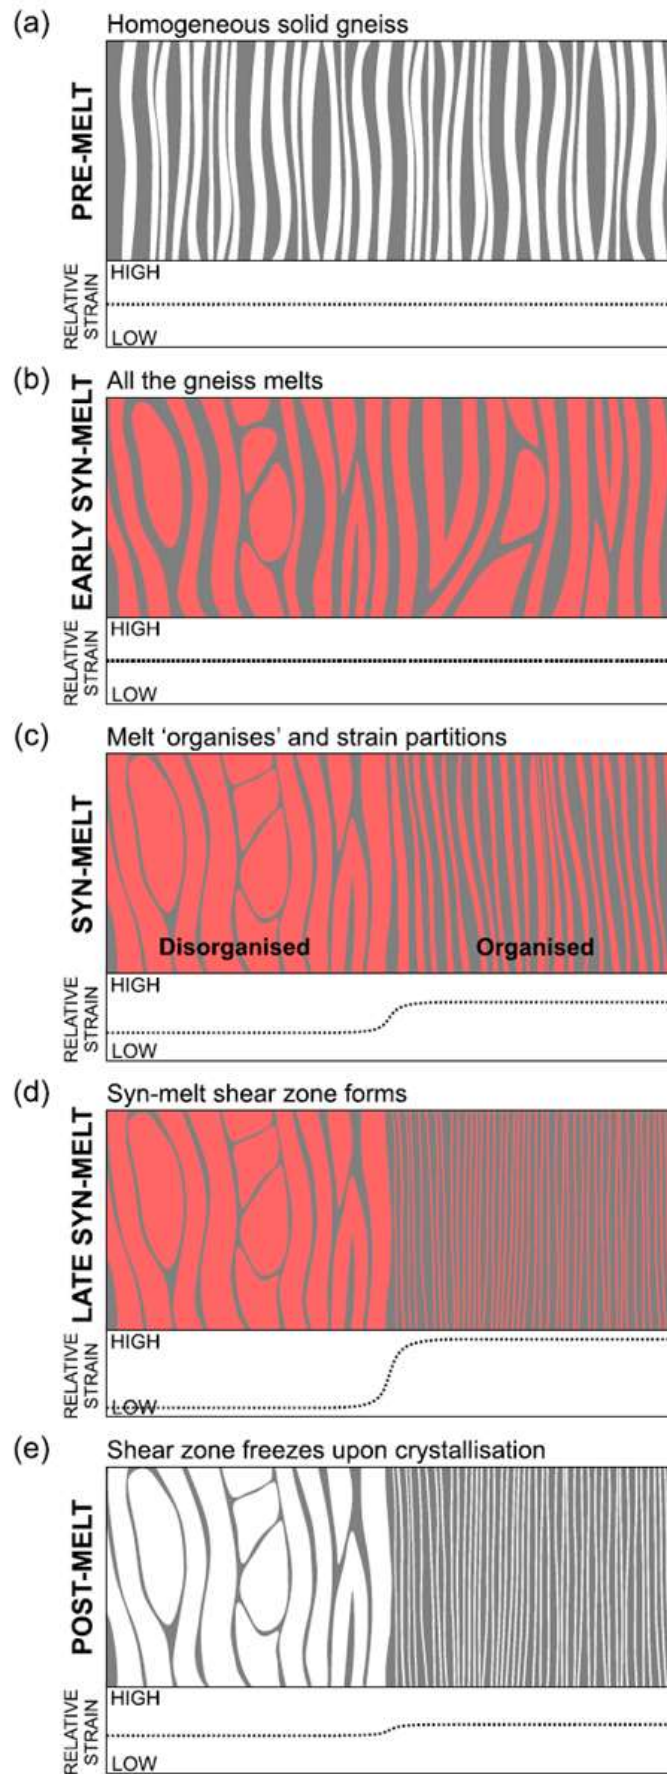 (a) Homogeneous solid gneiss
PRE-MELT
RELATIVE
STRAIN
HIGH
LOW
(b) All the gneiss melts
EARLY SYN-MELT
RELATIVE
STRAIN
HIGH
LOW
(c) Melt ‘organises’ and strain partitions
SYN-MELT
Disorganised
Organised
RELATIVE
STRAIN
HIGH
LOW
(d) Syn-melt shear zone forms
LATE SYN-MELT
RELATIVE
STRAIN
HIGH
LOW
(e) Shear zone freezes upon crystallisation
POST-MELT
RELATIVE
STRAIN
HIGH
LOW